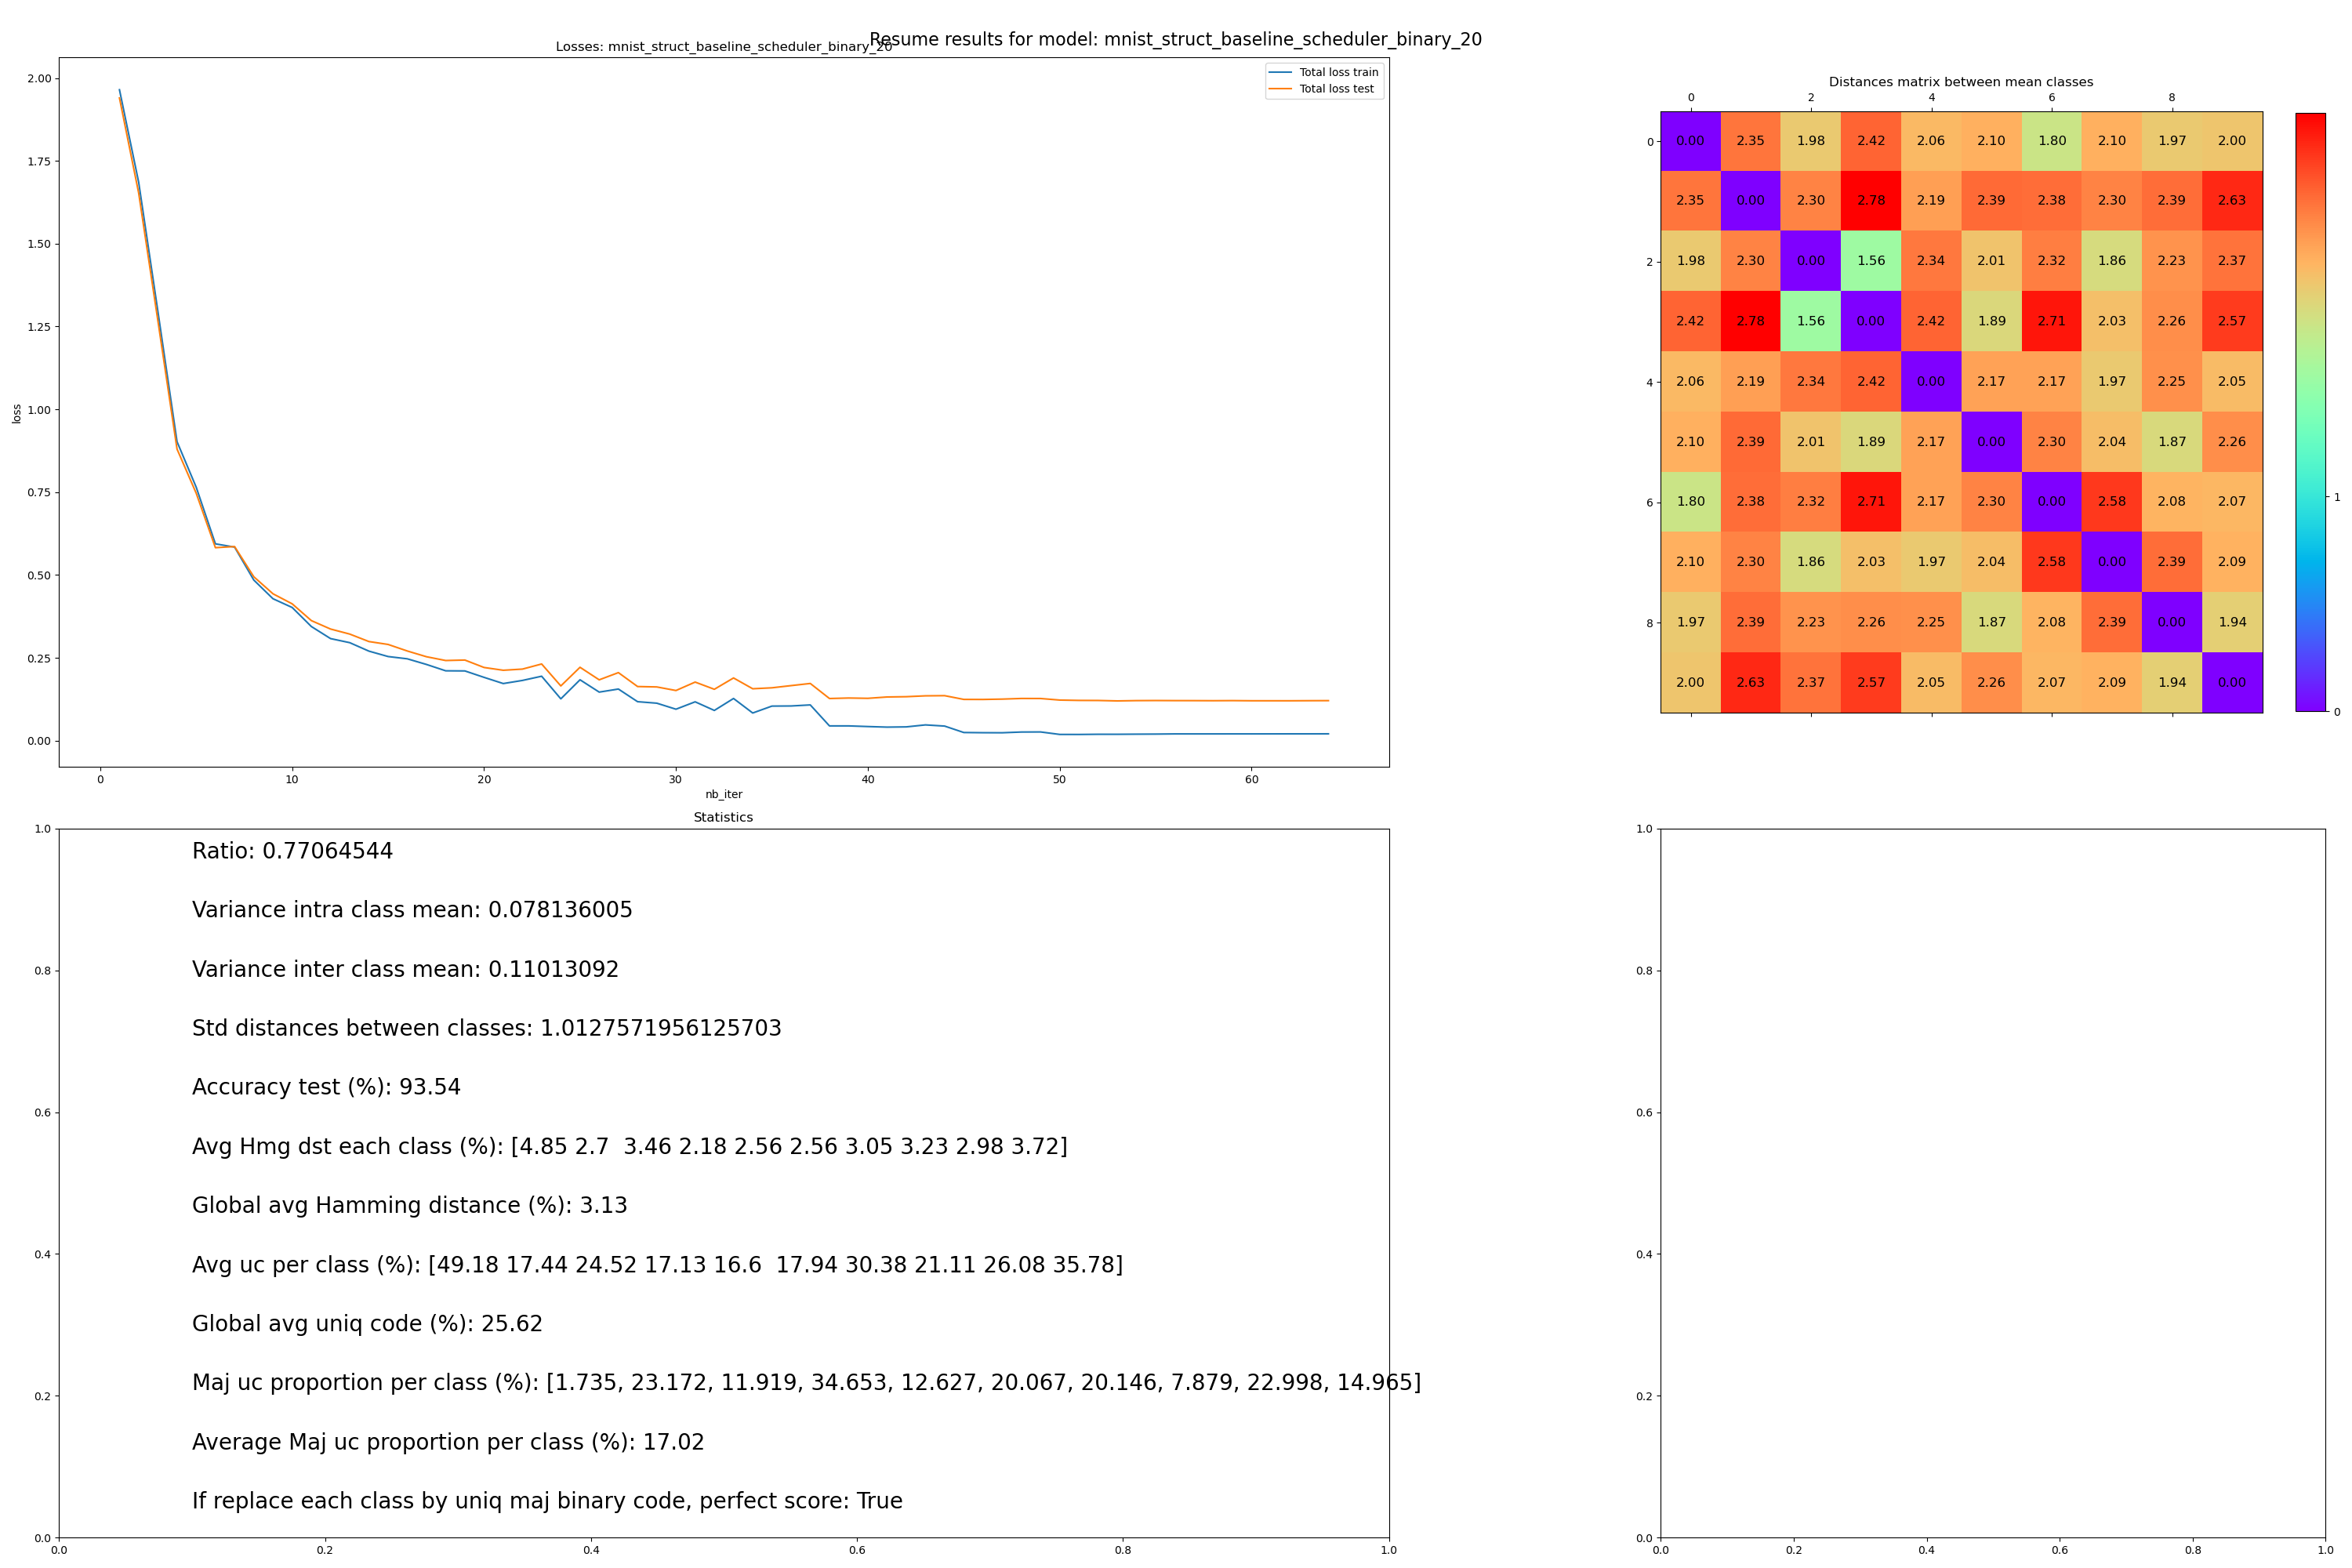 Resume results for model: mnist_struct_baseline_scheduler_binary_20
Losses: mnist_struct_baseline_scheduler_binary_20
Total loss train
Total loss test
2.00
1.75
1.50
1.25
1.00
0.75
0.50
0.25
0.00
loss
0 10 20 30 40 50 60
nb_iter
Distances matrix between mean classes
0 2 4 6 8
0 0.00 2.35 1.98 2.42 2.06 2.10 1.80 2.10 1.97 2.00
2.35 0.00 2.30 2.78 2.19 2.39 2.38 2.30 2.39 2.63
2 1.98 2.30 0.00 1.56 2.34 2.01 2.32 1.86 2.23 2.37
2.42 2.78 1.56 0.00 2.42 1.89 2.71 2.03 2.26 2.57
4 2.06 2.19 2.34 2.42 0.00 2.17 2.17 1.97 2.25 2.05
2.10 2.39 2.01 1.89 2.17 0.00 2.30 2.04 1.87 2.26
6 1.80 2.38 2.32 2.71 2.17 2.30 0.00 2.58 2.08 2.07
2.10 2.30 1.86 2.03 1.97 2.04 2.58 0.00 2.39 2.09
8 1.97 2.39 2.23 2.26 2.25 1.87 2.08 2.39 0.00 1.94
2.00 2.63 2.37 2.57 2.05 2.26 2.07 2.09 1.94 0.00
1
0
Statistics
Ratio: 0.77064544
Variance intra class mean: 0.078136005
Variance inter class mean: 0.11013092
Std distances between classes: 1.0127571956125703
Accuracy test (%): 93.54
Avg Hmg dst each class (%): [4.85 2.7  3.46 2.18 2.56 2.56 3.05 3.23 2.98 3.72]
Global avg Hamming distance (%): 3.13
Avg uc per class (%): [49.18 17.44 24.52 17.13 16.6  17.94 30.38 21.11 26.08 35.78]
Global avg uniq code (%): 25.62
Maj uc proportion per class (%): [1.735, 23.172, 11.919, 34.653, 12.627, 20.067, 20.146, 7.879, 22.998, 14.965]
Average Maj uc proportion per class (%): 17.02
If replace each class by uniq maj binary code, perfect score: True
1.0
0.8
0.6
0.4
0.2
0.0
0.0 0.2 0.4 0.6 0.8 1.0
1.0
0.8
0.6
0.4
0.2
0.0
0.0 0.2 0.4 0.6 0.8 1.0